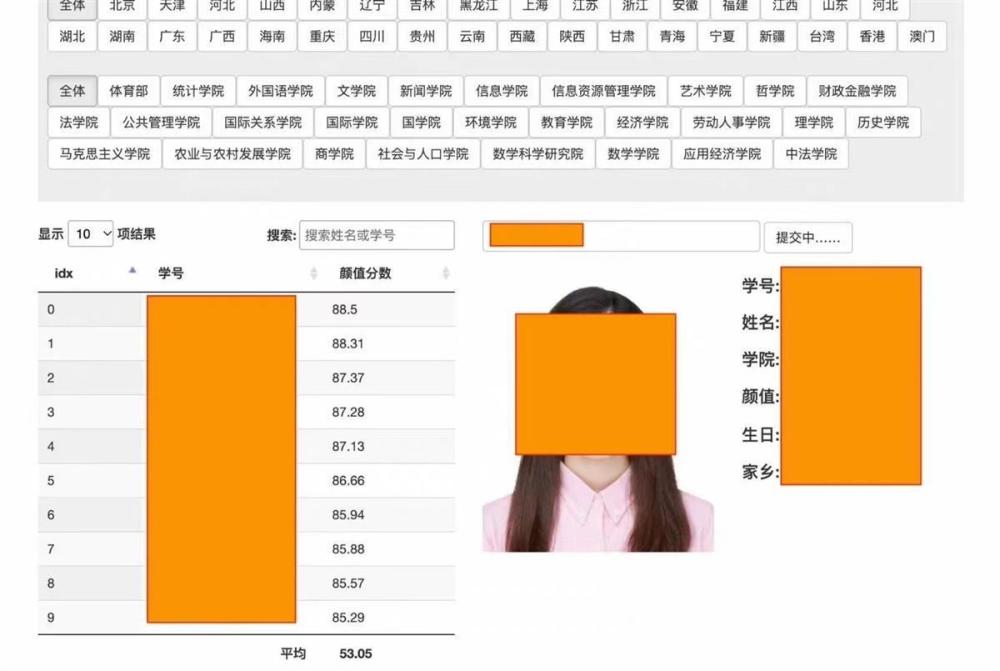 全体 北京 天津 河北 山西 内蒙 辽宁 吉林 黑龙江 上海 江苏 浙江 安徽 福建 江西 山东 河北
湖北 湖南 广东 广西 海南 重庆 四川 贵州 云南 西藏 陕西 甘肃 青海 宁夏 新疆 台湾 香港 澳门
全体 体育部 统计学院 外国语学院 文学院 新闻学院 信息学院 信息资源管理学院 艺术学院 哲学院 财政金融学院
法学院 公共管理学院 国际关系学院 国际学院 国学院 环境学院 教育学院 经济学院 劳动人事学院 理学院 历史学院
马克思主义学院 农业与农村发展学院 商学院 社会与人口学院 数学科学研究院 数学学院 应用经济学院 中法学院
显示 10 项结果 搜索: 搜索姓名或学号
提交中......
idx 学号 颜值分数
0 88.5
1 88.31
2 87.37
3 87.28
4 87.13
5 86.66
6 85.94
7 85.88
8 85.57
9 85.29
平均 53.05
学号:
姓名:
学院:
颜值:
生日:
家乡: